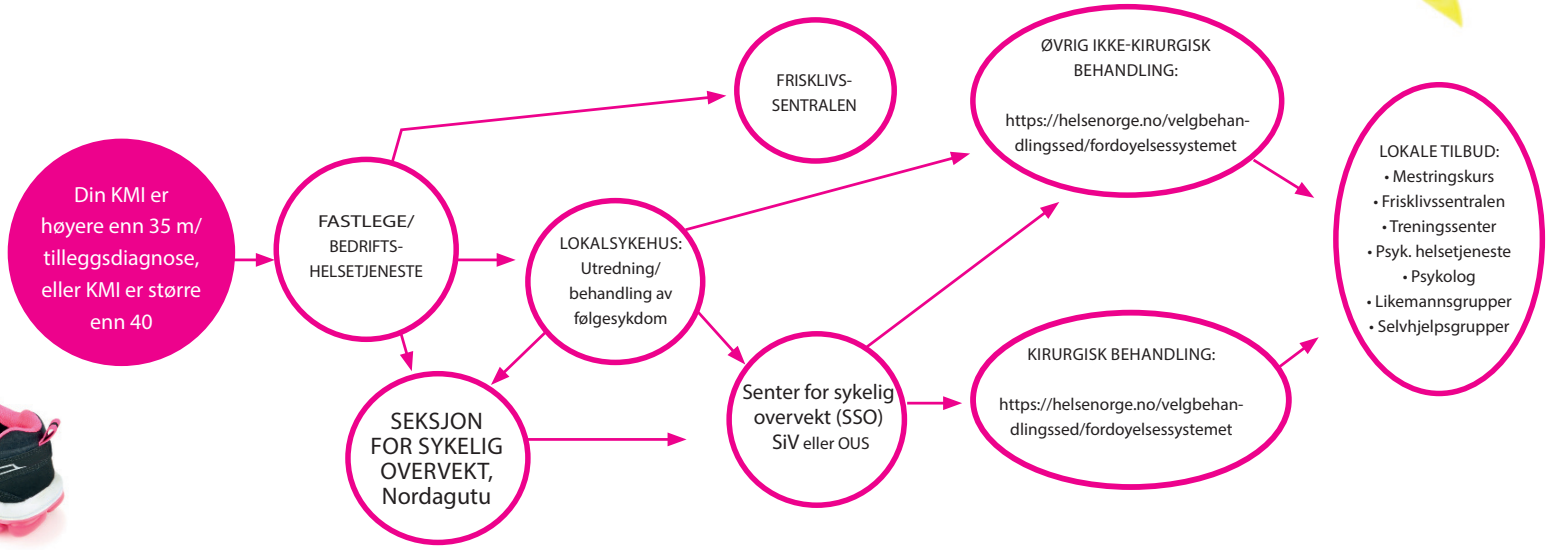 Din KMI er
høyere enn 35 m/
tilleggsdiagnose,
eller KMI er større
enn 40
FASTLEGE/
BEDRIFTS-
HELSETJENESTE
FRISKLIVS-
SENTRALEN
LOKALSYKEHUS:
Utredning/
behandling av
følgesykdom
SEKSJON
FOR SYKELIG
OVERVEKT,
Nordagutu
Senter for sykelig
overvekt (SSO)
SiV eller OUS
ØVRIG IKKE-KIRURGISK
BEHANDLING:
https://helsenorge.no/velgbehan-
dlingssed/fordoyelsessystemet
KIRURGISK BEHANDLING:
https://helsenorge.no/velgbehan-
dlingssed/fordoyelsessystemet
LOKALE TILBUD:
• Mestringskurs
• Frisklivssentralen
• Treningssenter
• Psyk. helsetjeneste
• Psykolog
• Likemannsgrupper
• Selvhjelpsgrupper